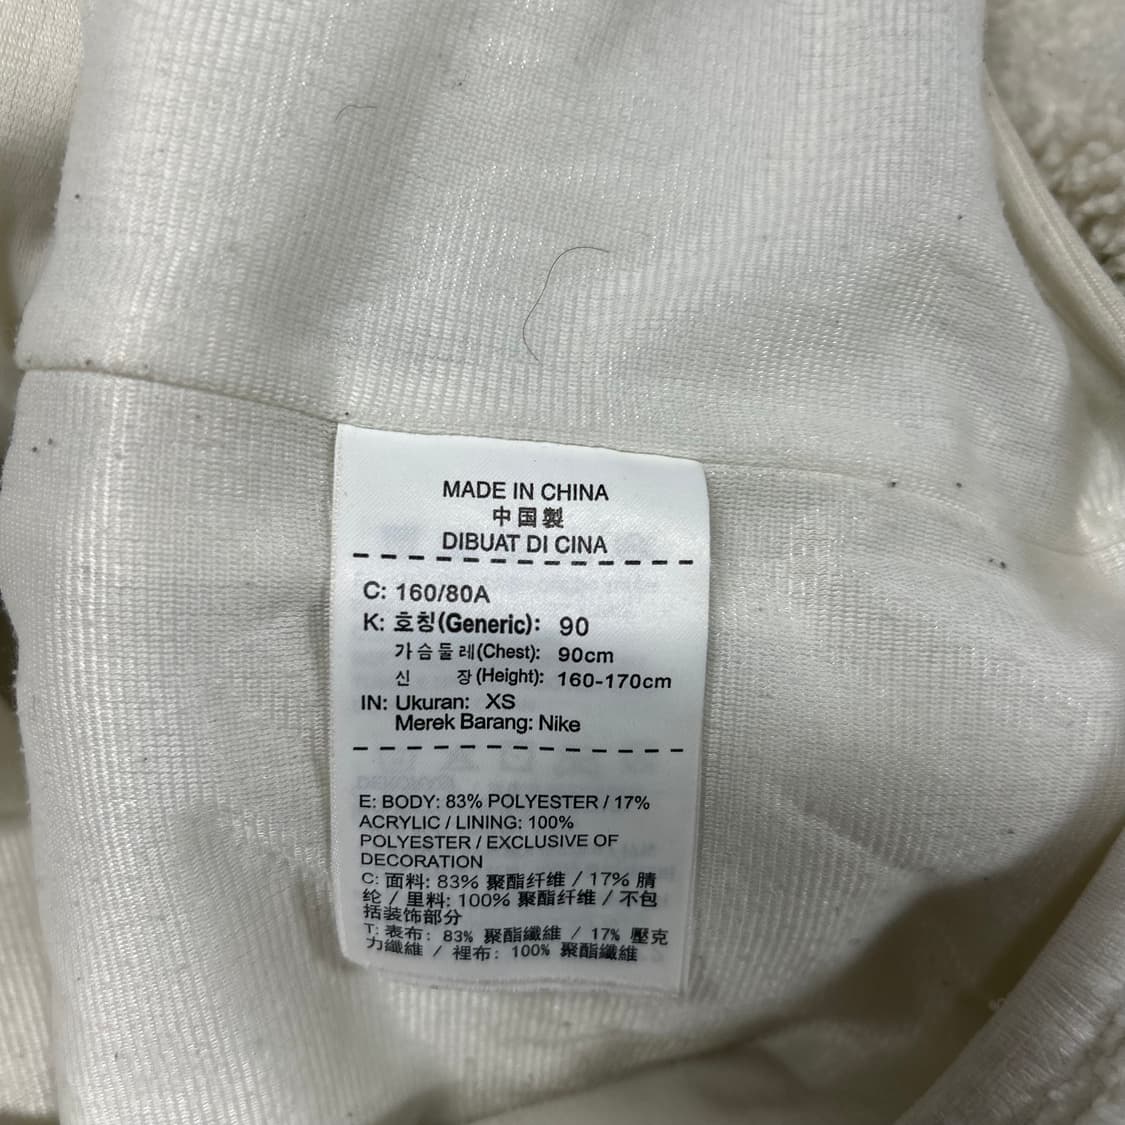 MADE IN CHINA
中国製
DIBUAT DI CINA
C: 160/80A
K: 호칭(Generic): 90
가슴둘레(Chest): 90cm
신 장(Height): 160-170cm
IN: Ukuran: XS
Merek Barang: Nike
E: BODY: 83% POLYESTER / 17%
ACRYLIC / LINING: 100%
POLYESTER / EXCLUSIVE OF
DECORATION
C: 面料: 83% 聚酯纤维 / 17% 腈
纶 / 里料: 100% 聚酯纤维 / 不包
括装饰部分
T: 表布: 83% 聚酯纖維 / 17% 壓克
力纖維 / 裡布: 100% 聚酯纖維